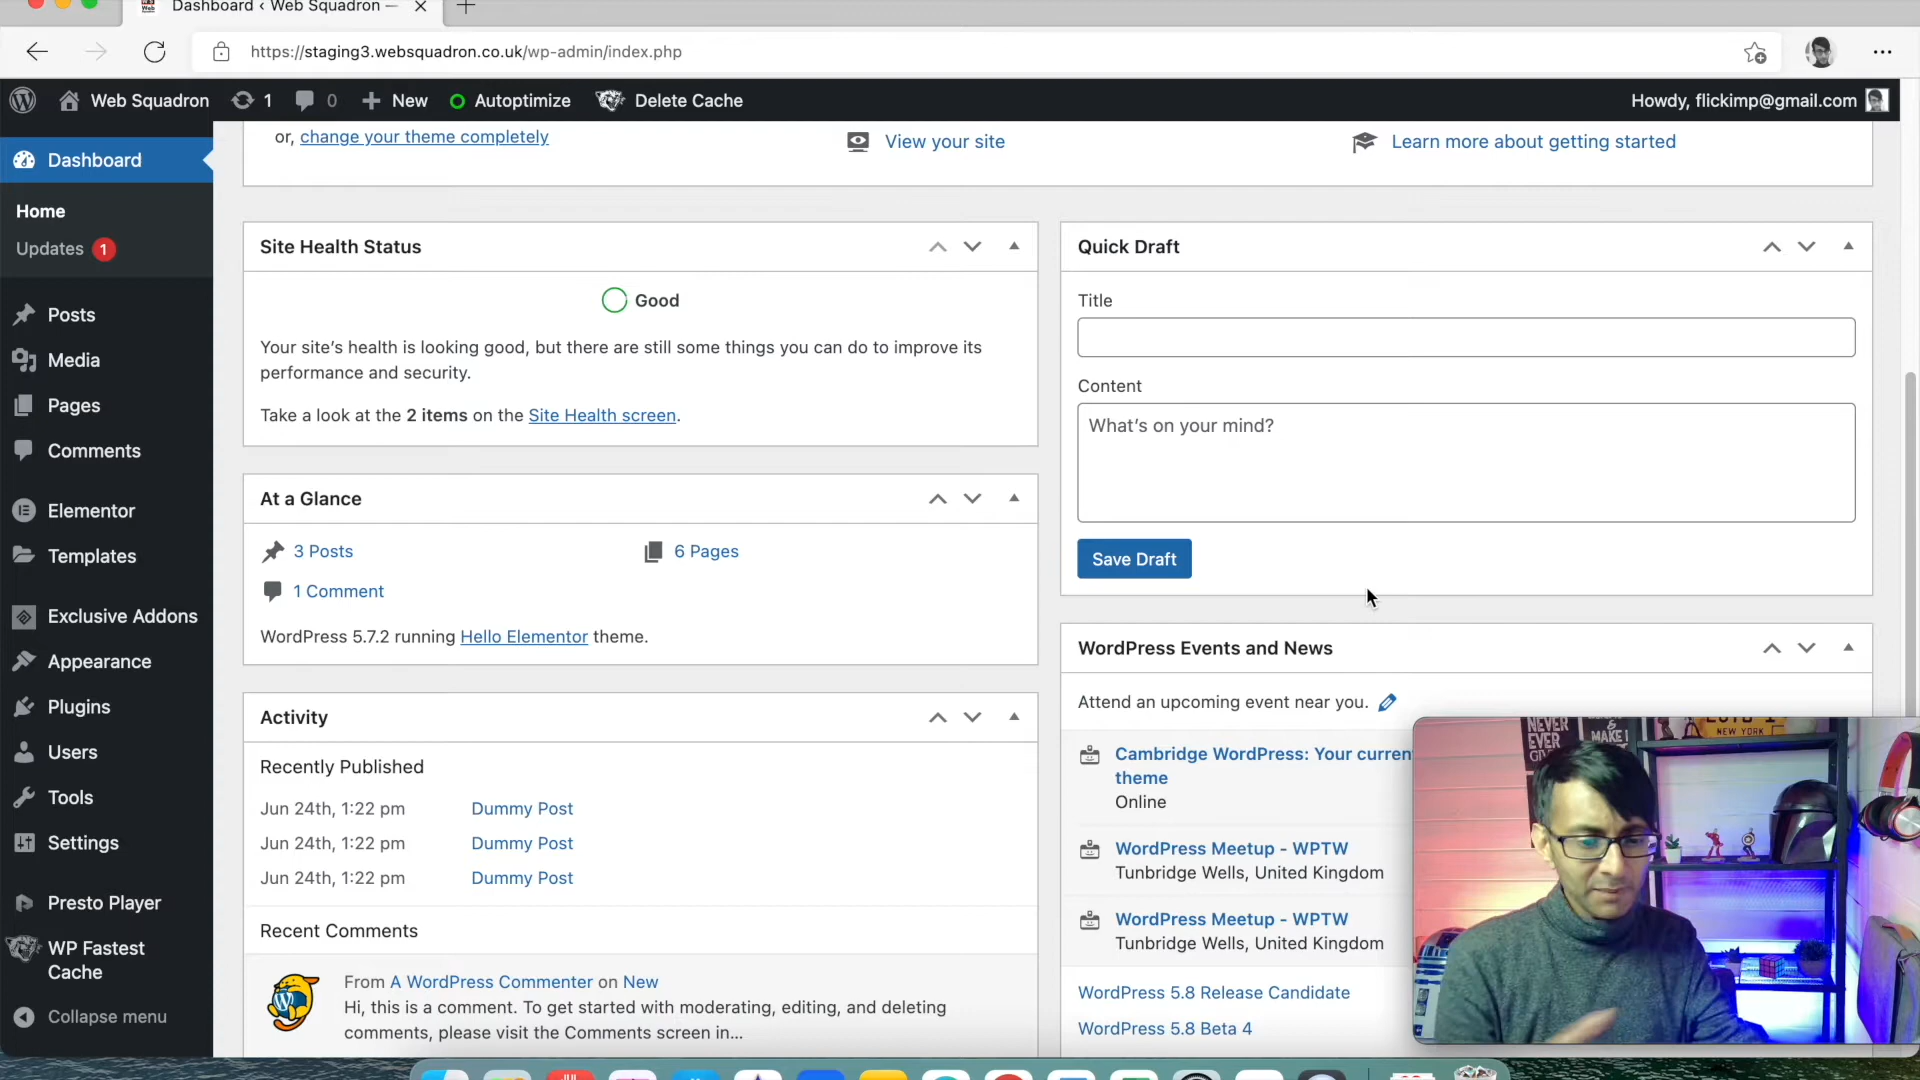 Dashboard ‹ Web Squadron —
https://staging3.websquadron.co.uk/wp-admin/index.php
Web Squadron 1 0 New Autoptimize Delete Cache Howdy, flickimp@gmail.com
or, change your theme completely
View your site
Learn more about getting started
Dashboard
Home
Updates 1
Posts
Media
Pages
Comments
Elementor
Templates
Exclusive Addons
Appearance
Plugins
Users
Tools
Settings
Presto Player
WP Fastest
Cache
Collapse menu
Site Health Status
Good
Your site's health is looking good, but there are still some things you can do to improve its
performance and security.
Take a look at the 2 items on the Site Health screen.
At a Glance
3 Posts
6 Pages
1 Comment
WordPress 5.7.2 running Hello Elementor theme.
Activity
Recently Published
Jun 24th, 1:22 pm Dummy Post
Jun 24th, 1:22 pm Dummy Post
Jun 24th, 1:22 pm Dummy Post
Recent Comments
From A WordPress Commenter on New
Hi, this is a comment. To get started with moderating, editing, and deleting
comments, please visit the Comments screen in…
Quick Draft
Title
Content
What's on your mind?
Save Draft
WordPress Events and News
Attend an upcoming event near you.
Cambridge WordPress: Your curren
theme
Online
WordPress Meetup - WPTW
Tunbridge Wells, United Kingdom
WordPress Meetup - WPTW
Tunbridge Wells, United Kingdom
WordPress 5.8 Release Candidate
WordPress 5.8 Beta 4
NEVER
EVER
MAKE I
NEW YORK